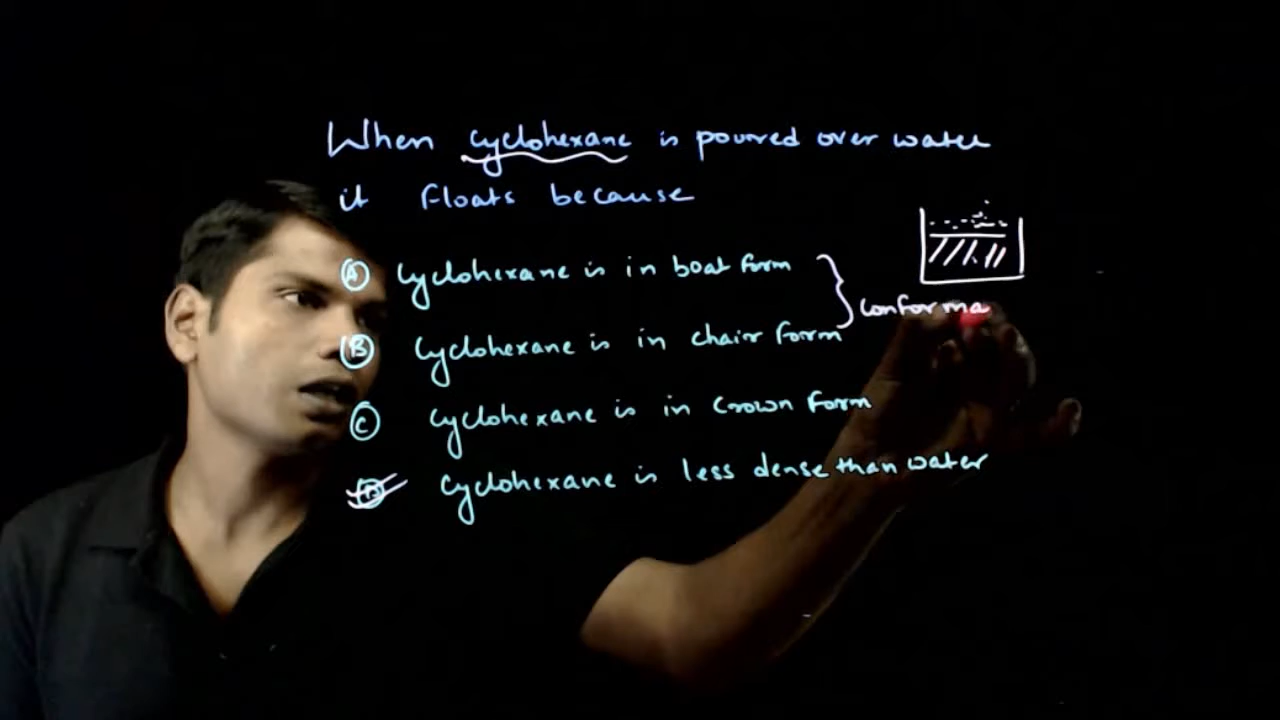 When cyclohexane is poured over water
it floats because
(A) Cyclohexane is in boat form
(B) Cyclohexane is in chair form
Conforma
(C) Cyclohexane is in Crown form
(D) Cyclohexane is less dense than water